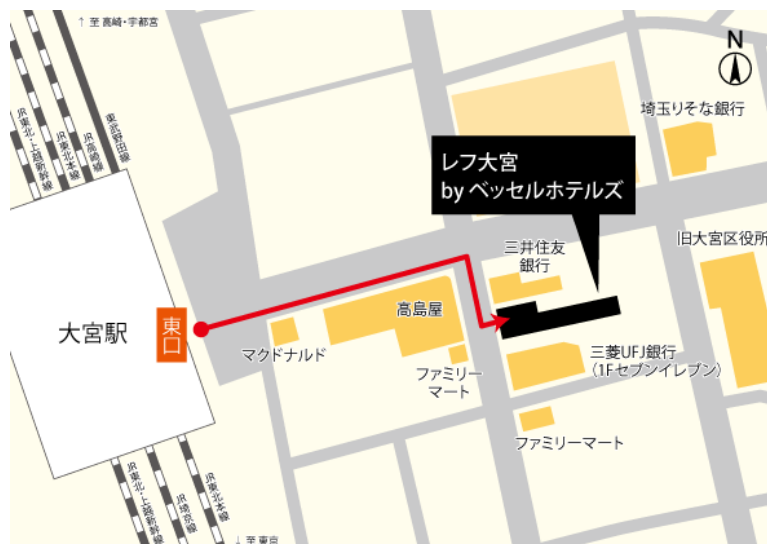 ↑ 至 高崎・宇都宮
N
JR東北・上越新幹線
JR東北本線
JR高崎線
東武野田線
埼玉りそな銀行
レフ大宮
by ベッセルホテルズ
三井住友
銀行
旧大宮区役所
大宮駅
東口
高島屋
マクドナルド
ファミリー
マート
三菱UFJ銀行
(1Fセブンイレブン)
ファミリーマート
JR東北・上越新幹線
JR埼京線
JR東北本線
↓ 至 東京